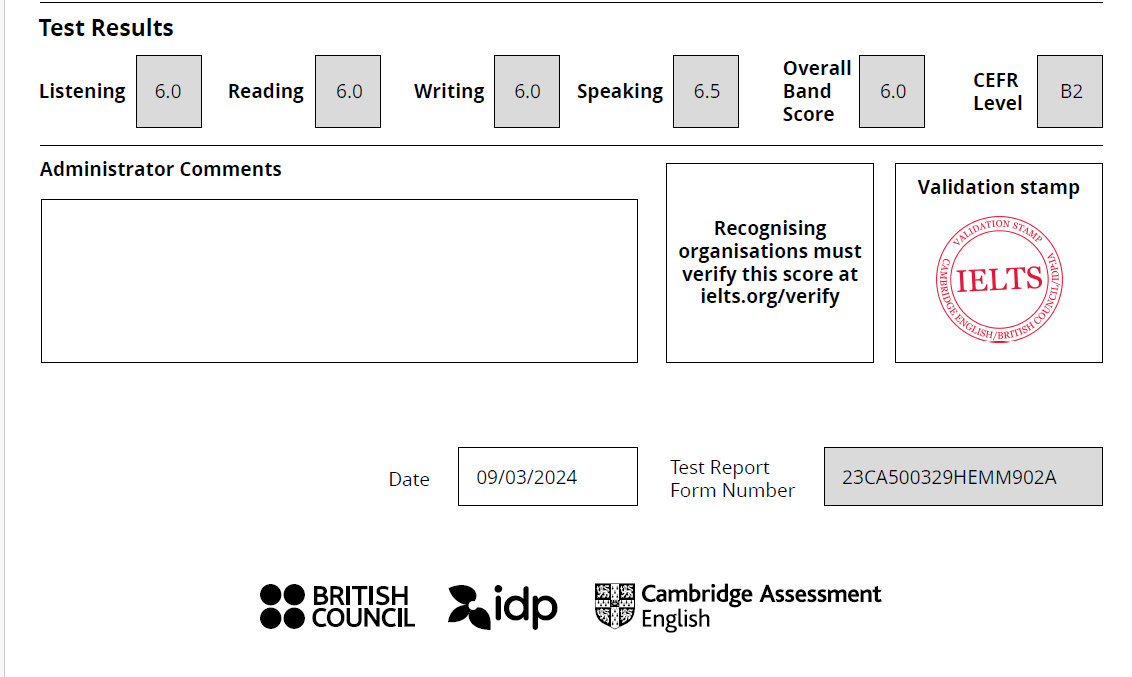 Test Results
Listening 6.0 Reading 6.0 Writing 6.0 Speaking 6.5 Overall Band Score 6.0 CEFR Level B2
Administrator Comments
Recognising
organisations must
verify this score at
ielts.org/verify
Validation stamp
VALIDATION STAMP
IELTS
CAMBRIDGE ENGLISH/BRITISH COUNCIL/IDP:IA
Date 09/03/2024
Test Report
Form Number
23CA500329HEMM902A
BRITISH
COUNCIL
idp
Cambridge Assessment
English